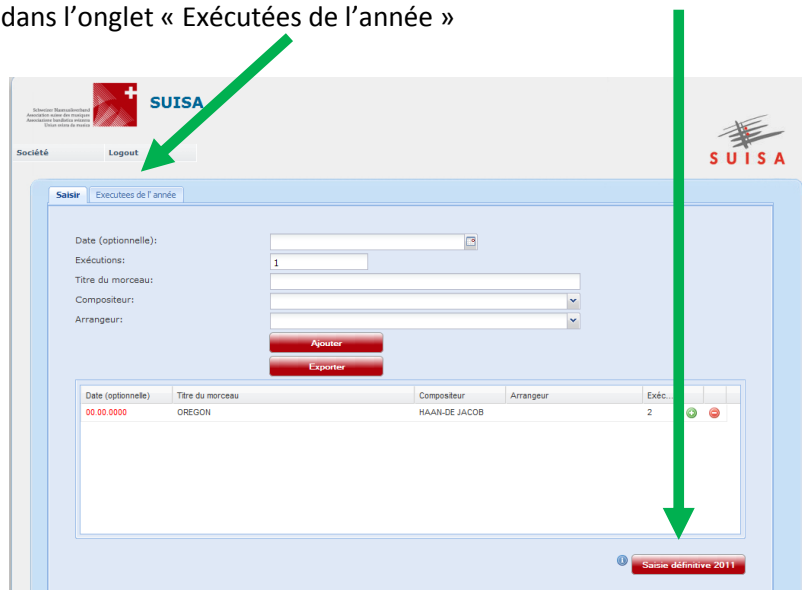 dans l’onglet « Exécutées de l’année »
SUISA
Société Logout
SUISA
Saisir Executees de l' année
Date (optionnelle):
Exécutions: 1
Titre du morceau:
Compositeur:
Arrangeur:
Ajouter
Exporter
Date (optionnelle) Titre du morceau Compositeur Arrangeur Exéc...
00.00.0000 OREGON HAAN-DE JACOB 2
Saisie définitive 2011